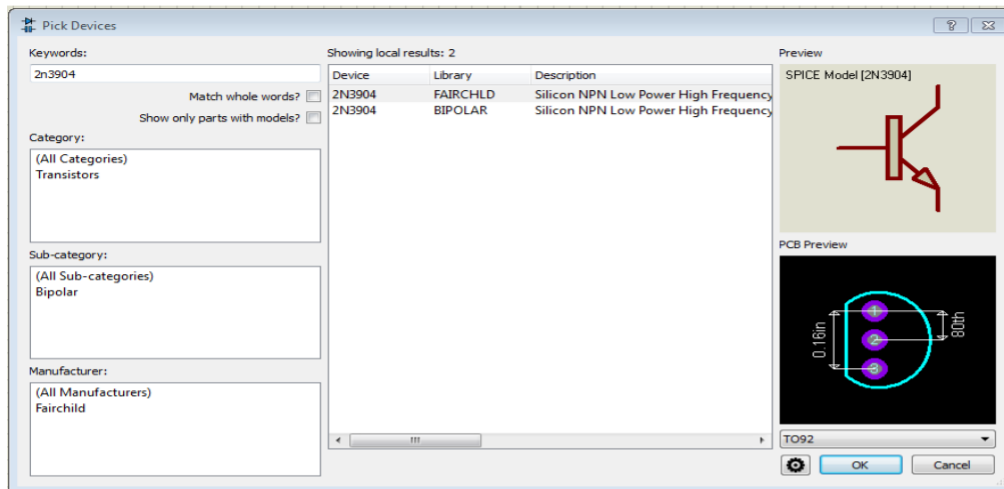 Pick Devices
Keywords:
2n3904
Match whole words?
Show only parts with models?
Category:
(All Categories)
Transistors
Sub-category:
(All Sub-categories)
Bipolar
Manufacturer:
(All Manufacturers)
Fairchild
Showing local results: 2
Device Library Description
2N3904 FAIRCHLD Silicon NPN Low Power High Frequency
2N3904 BIPOLAR Silicon NPN Low Power High Frequency
Preview
SPICE Model [2N3904]
PCB Preview
0.16in
1
2
3
80th
TO92
OK Cancel